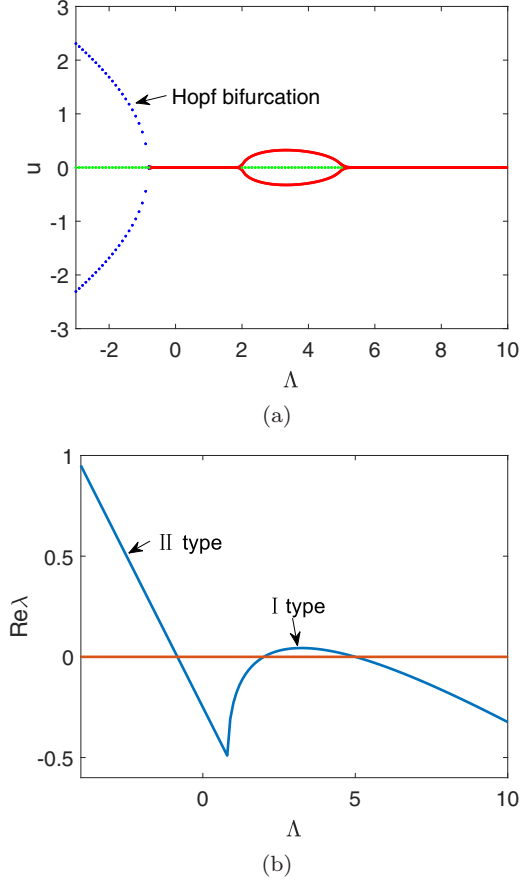 3
2
Hopf bifurcation
1
u
0
-1
-2
-3
-2 0 2 4 6 8 10
Λ
(a)
1
II type
0.5
I type
Reλ
0
-0.5
0 5 10
Λ
(b)